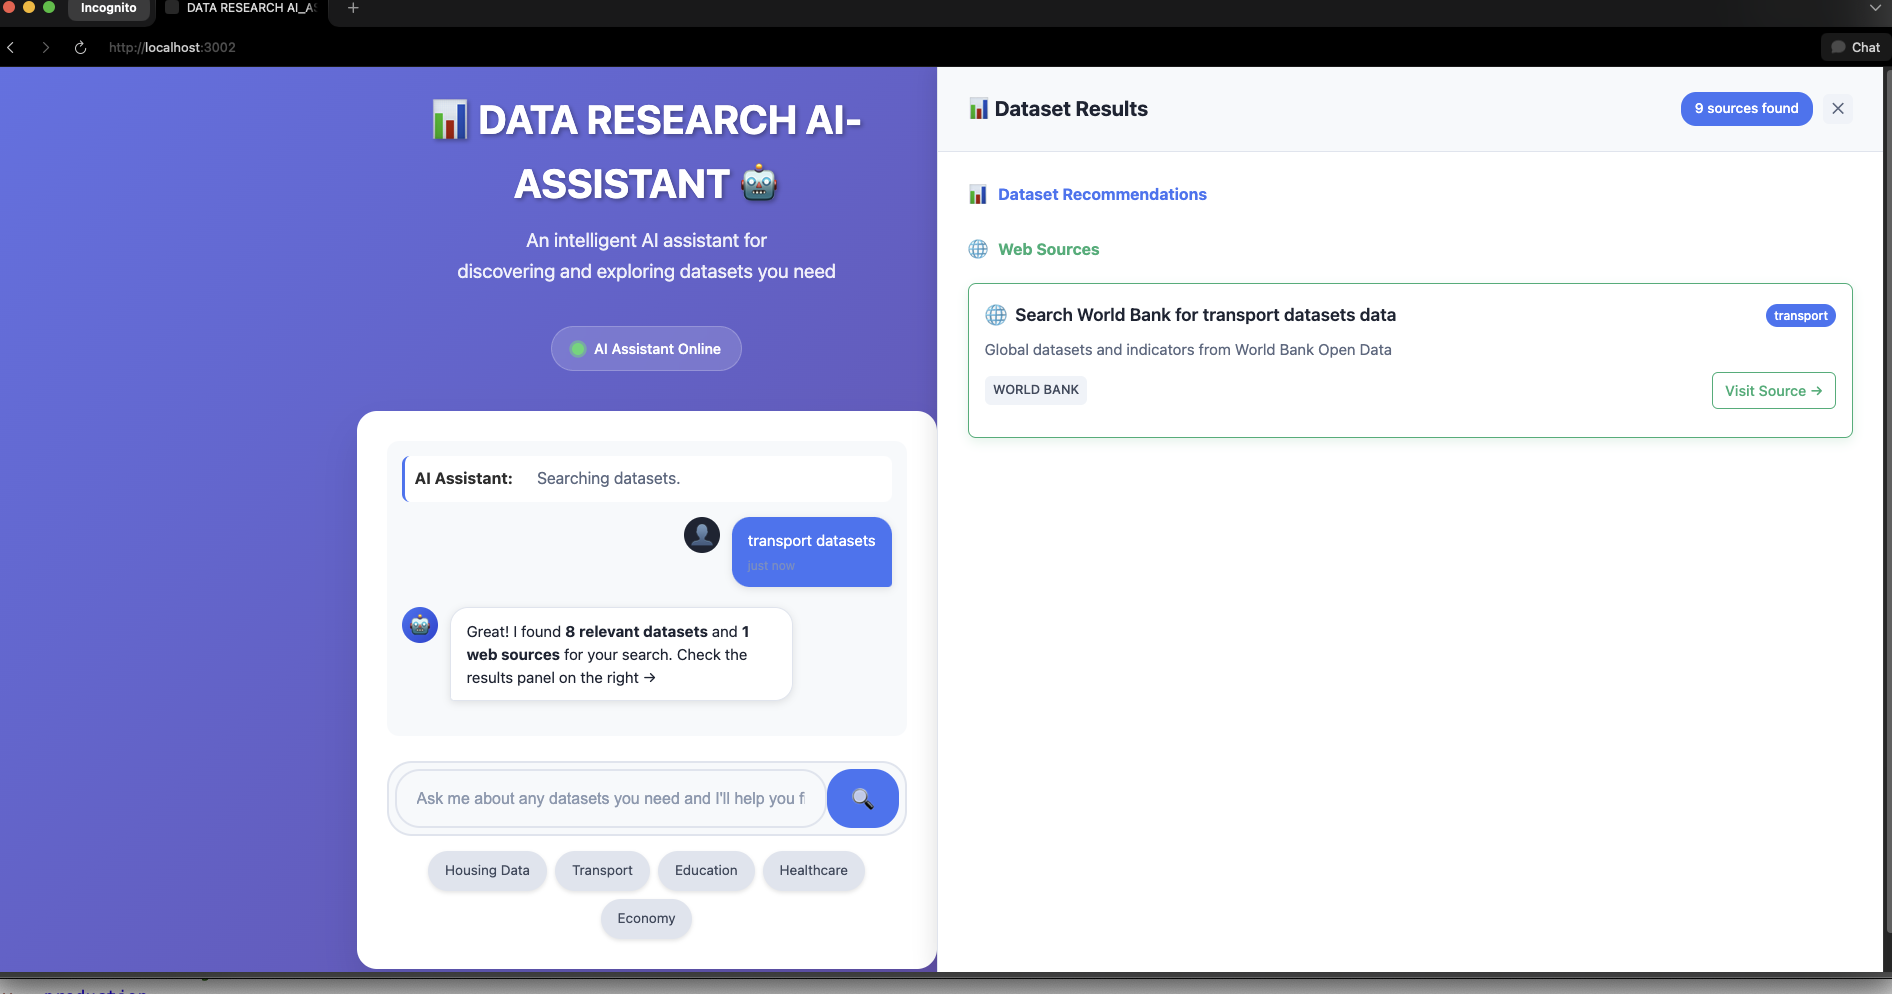 Incognito
DATA RESEARCH AI_AS
http://localhost:3002
Chat
DATA RESEARCH AI-
ASSISTANT
An intelligent AI assistant for
discovering and exploring datasets you need
AI Assistant Online
AI Assistant: Searching datasets.
transport datasets
just now
Great! I found 8 relevant datasets and 1
web sources for your search. Check the
results panel on the right →
Ask me about any datasets you need and I'll help you fi
Housing Data
Transport
Education
Healthcare
Economy
Dataset Results
9 sources found
Dataset Recommendations
Web Sources
Search World Bank for transport datasets data
transport
Global datasets and indicators from World Bank Open Data
WORLD BANK
Visit Source →